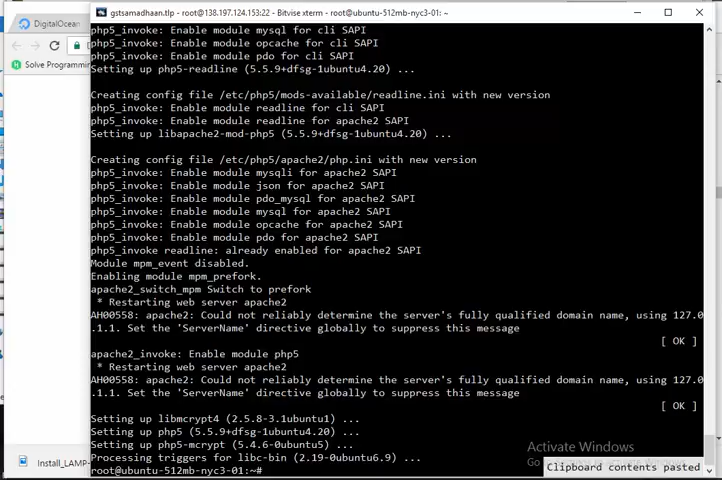 gstsamadhaan.tlp - root@138.197.124.153:22 - Bitvise xterm - root@ubuntu-512mb-nyc3-01: ~
DigitalOcean
Solve Programming
php5_invoke: Enable module mysql for cli SAPI
php5_invoke: Enable module opcache for cli SAPI
php5_invoke: Enable module pdo for cli SAPI
Setting up php5-readline (5.5.9+dfsg-1ubuntu4.20) ...
Creating config file /etc/php5/mods-available/readline.ini with new version
php5_invoke: Enable module readline for cli SAPI
php5_invoke: Enable module readline for apache2 SAPI
Setting up libapache2-mod-php5 (5.5.9+dfsg-1ubuntu4.20) ...
Creating config file /etc/php5/apache2/php.ini with new version
php5_invoke: Enable module mysqli for apache2 SAPI
php5_invoke: Enable module json for apache2 SAPI
php5_invoke: Enable module pdo_mysql for apache2 SAPI
php5_invoke: Enable module mysql for apache2 SAPI
php5_invoke: Enable module opcache for apache2 SAPI
php5_invoke: Enable module pdo for apache2 SAPI
php5_invoke readline: already enabled for apache2 SAPI
Module mpm_event disabled.
Enabling module mpm_prefork.
apache2_switch_mpm Switch to prefork
* Restarting web server apache2
AH00558: apache2: Could not reliably determine the server's fully qualified domain name, using 127.0
.1.1. Set the 'ServerName' directive globally to suppress this message
[ OK ]
apache2_invoke: Enable module php5
* Restarting web server apache2
AH00558: apache2: Could not reliably determine the server's fully qualified domain name, using 127.0
.1.1. Set the 'ServerName' directive globally to suppress this message
[ OK ]
Setting up libmcrypt4 (2.5.8-3.1ubuntu1) ...
Setting up php5 (5.5.9+dfsg-1ubuntu4.20) ...
Setting up php5-mcrypt (5.4.6-0ubuntu5) ...
Processing triggers for libc-bin (2.19-0ubuntu6.9) ...
root@ubuntu-512mb-nyc3-01:~#
Activate Windows
Go
Clipboard contents pasted
Install_LAMP-